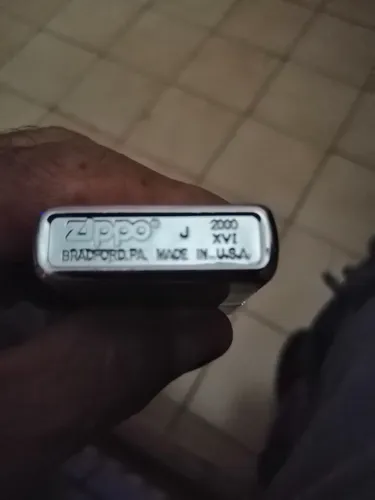 zippo® J 2000
XVI
BRADFORD, PA. MADE IN U.S.A.